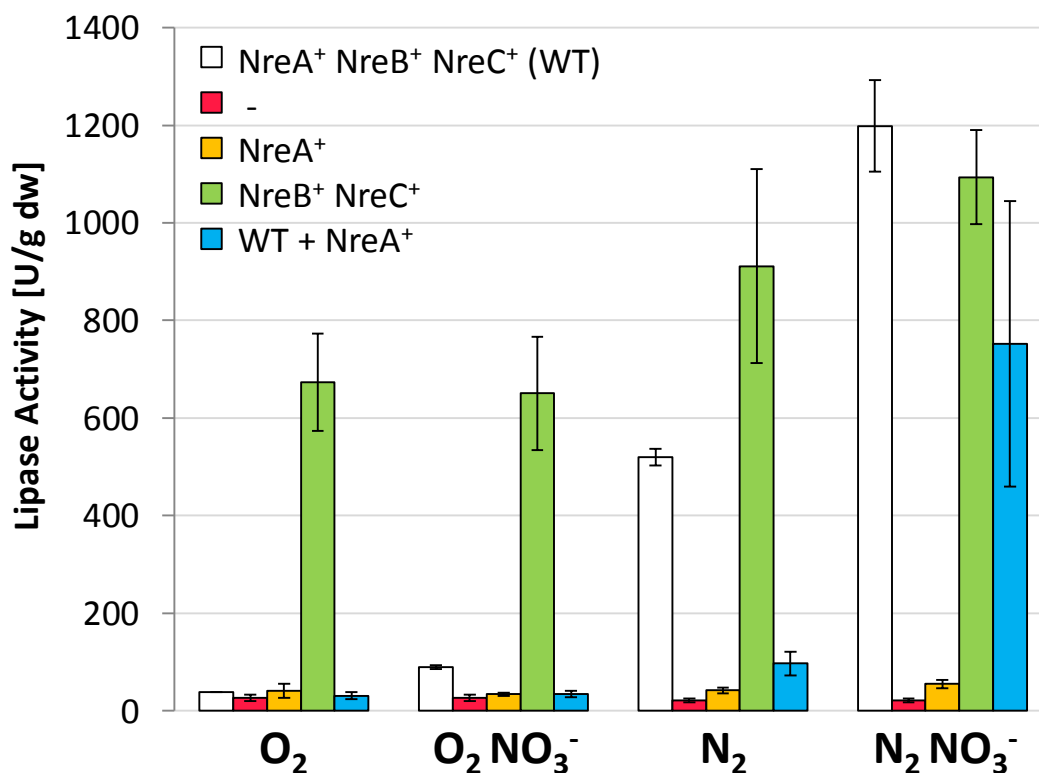 1400
1200
1000
800
600
400
200
0
Lipase Activity [U/g dw]
NreA⁺ NreB⁺ NreC⁺ (WT)
-
NreA⁺
NreB⁺ NreC⁺
WT + NreA⁺
O₂
O₂ NO₃⁻
N₂
N₂ NO₃⁻